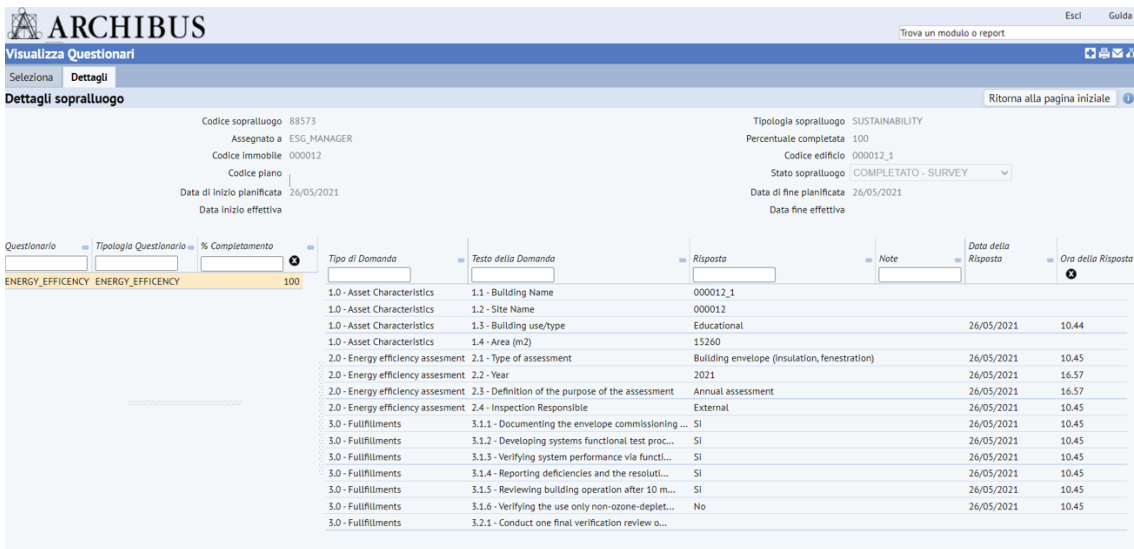 ARCHIBUS
Esci Guida
Trova un modulo o report
Visualizza Questionari
Seleziona Dettagli
Dettagli sopralluogo Ritorna alla pagina iniziale
Codice sopralluogo 88573 Tipologia sopralluogo SUSTAINABILITY
Assegnato a ESG_MANAGER Percentuale completata 100
Codice immobile 000012 Codice edificio 000012_1
Codice piano Stato sopralluogo COMPLETATO - SURVEY
Data di inizio pianificata 26/05/2021 Data di fine pianificata 26/05/2021
Data inizio effettiva Data fine effettiva
Questionario Tipologia Questionario % Completamento
ENERGY_EFFICENCY ENERGY_EFFICENCY 100
Tipo di Domanda Testo della Domanda Risposta Note Data della Risposta Ora della Risposta
1.0 - Asset Characteristics 1.1 - Building Name 000012_1
1.0 - Asset Characteristics 1.2 - Site Name 000012
1.0 - Asset Characteristics 1.3 - Building use/type Educational 26/05/2021 10.44
1.0 - Asset Characteristics 1.4 - Area (m2) 15260
2.0 - Energy efficiency assesment 2.1 - Type of assessment Building envelope (insulation, fenestration) 26/05/2021 10.45
2.0 - Energy efficiency assesment 2.2 - Year 2021 26/05/2021 16.57
2.0 - Energy efficiency assesment 2.3 - Definition of the purpose of the assessment Annual assessment 26/05/2021 16.57
2.0 - Energy efficiency assesment 2.4 - Inspection Responsible External 26/05/2021 10.45
3.0 - Fullfillments 3.1.1 - Documenting the envelope commissioning ... Si 26/05/2021 10.45
3.0 - Fullfillments 3.1.2 - Developing systems functional test proc... Si 26/05/2021 10.45
3.0 - Fullfillments 3.1.3 - Verifying system performance via functi... Si 26/05/2021 10.45
3.0 - Fullfillments 3.1.4 - Reporting deficiencies and the resoluti... Si 26/05/2021 10.45
3.0 - Fullfillments 3.1.5 - Reviewing building operation after 10 m... Si 26/05/2021 10.45
3.0 - Fullfillments 3.1.6 - Verifying the use only non-ozone-deplet... No 26/05/2021 10.45
3.0 - Fullfillments 3.2.1 - Conduct one final verification review o...